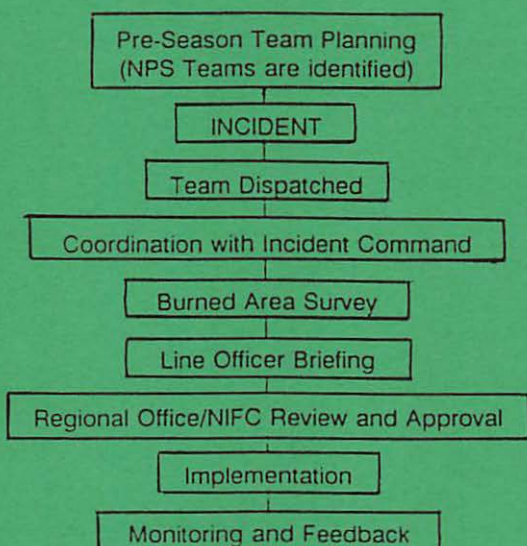 Pre-Season Team Planning
(NPS Teams are identified)
INCIDENT
Team Dispatched
Coordination with Incident Command
Burned Area Survey
Line Officer Briefing
Regional Office/NIFC Review and Approval
Implementation
Monitoring and Feedback